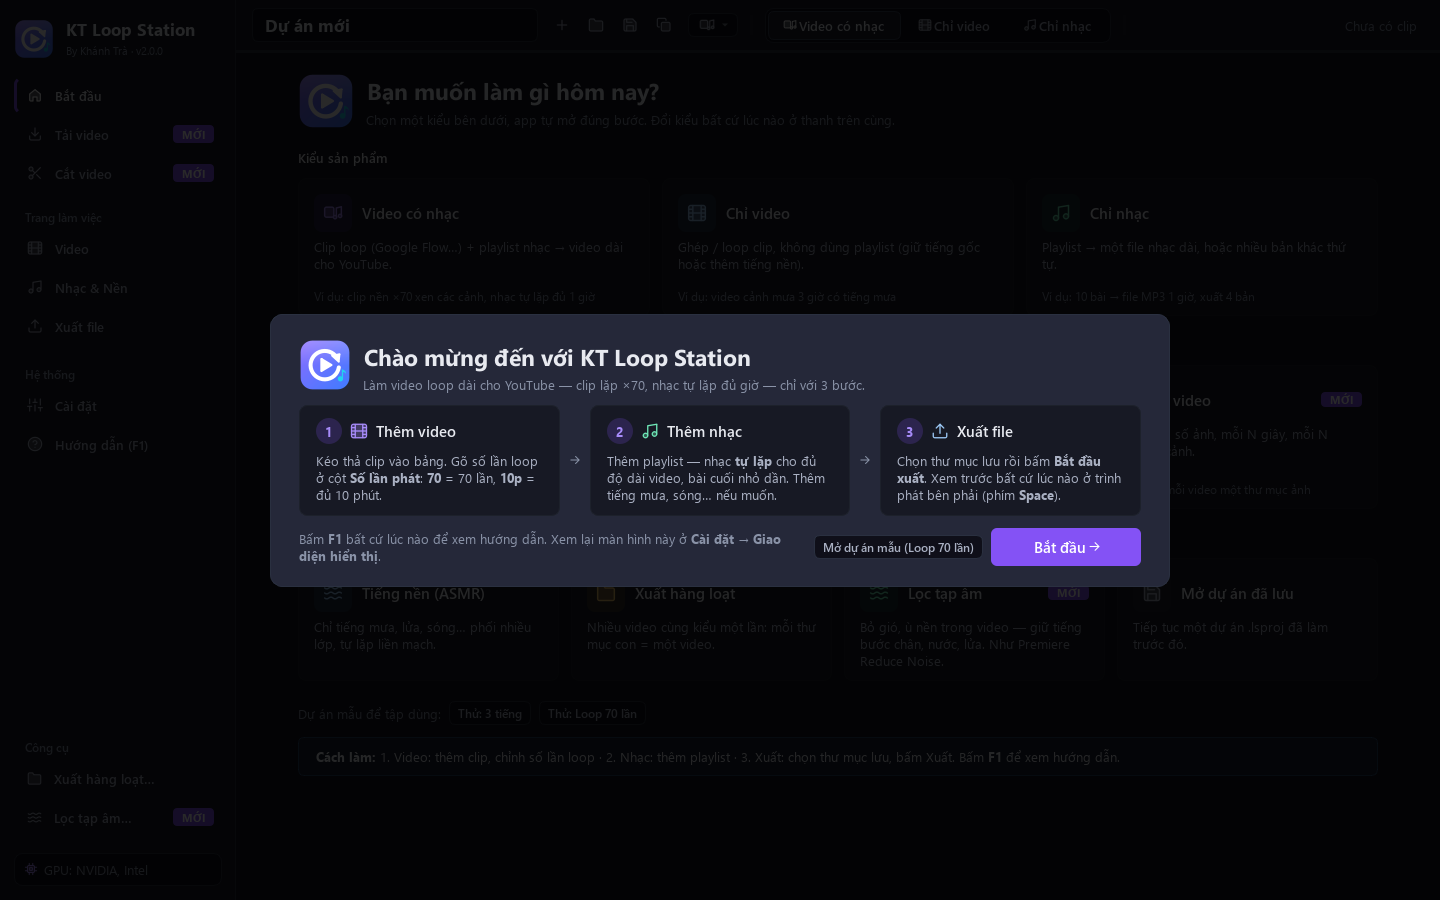 KT Loop Station
By Khánh Trà - v2.0.0
Bắt đầu
Tải video
MỚI
Cắt video
MỚI
Trang làm việc
Video
Nhạc & Nền
Xuất file
Hệ thống
Cài đặt
Hướng dẫn (F1)
Công cụ
Xuất hàng loạt...
Lọc tạp âm...
MỚI
GPU: NVIDIA, Intel
Dự án mới
Video có nhạc
Chỉ video
Chỉ nhạc
Chưa có clip
Bạn muốn làm gì hôm nay?
Chọn một kiểu bên dưới, app tự mở đúng bước. Đổi kiểu bất cứ lúc nào ở thanh trên cùng.
Kiểu sản phẩm
Video có nhạc
Clip loop (Google Flow...) + playlist nhạc → video dài
cho YouTube.
Ví dụ: clip nền ×70 xen các cảnh, nhạc tự lặp đủ 1 giờ
Chỉ video
Ghép / loop clip, không dùng playlist (giữ tiếng gốc
hoặc thêm tiếng nền).
Ví dụ: video cảnh mưa 3 giờ có tiếng mưa
Chỉ nhạc
Playlist → một file nhạc dài, hoặc nhiều bản khác thứ
tự.
Ví dụ: 10 bài → file MP3 1 giờ, xuất 4 bản
Chào mừng đến với KT Loop Station
Làm video loop dài cho YouTube — clip lặp ×70, nhạc tự lặp đủ giờ — chỉ với 3 bước.
1 Thêm video
Kéo thả clip vào bảng. Gõ số lần loop
ở cột Số lần phát: 70 = 70 lần, 10p =
đủ 10 phút.
→
2 Thêm nhạc
Thêm playlist — nhạc tự lặp cho đủ
độ dài video, bài cuối nhỏ dần. Thêm
tiếng mưa, sóng... nếu muốn.
→
3 Xuất file
Chọn thư mục lưu rồi bấm Bắt đầu
xuất. Xem trước bất cứ lúc nào ở trình
phát bên phải (phím Space).
Bấm F1 bất cứ lúc nào để xem hướng dẫn. Xem lại màn hình này ở Cài đặt → Giao
diện hiển thị.
Mở dự án mẫu (Loop 70 lần)
Bắt đầu →
video
MỚI
số ảnh, mỗi N giây, mỗi N
ảnh.
mỗi video một thư mục ảnh
Tiếng nền (ASMR)
Chỉ tiếng mưa, lửa, sóng... phối nhiều
lớp, tự lặp liền mạch.
Xuất hàng loạt
Nhiều video cùng kiểu một lần: mỗi thư
mục con = một video.
Lọc tạp âm
MỚI
Bỏ gió, ù nền trong video — giữ tiếng
bước chân, nước, lửa. Như Premiere
Reduce Noise.
Mở dự án đã lưu
Tiếp tục một dự án .lsproj đã làm
trước đó.
Dự án mẫu để tập dùng:
Thử: 3 tiếng
Thử: Loop 70 lần
Cách làm: 1. Video: thêm clip, chỉnh số lần loop · 2. Nhạc: thêm playlist · 3. Xuất: chọn thư mục lưu, bấm Xuất. Bấm F1 để xem hướng dẫn.